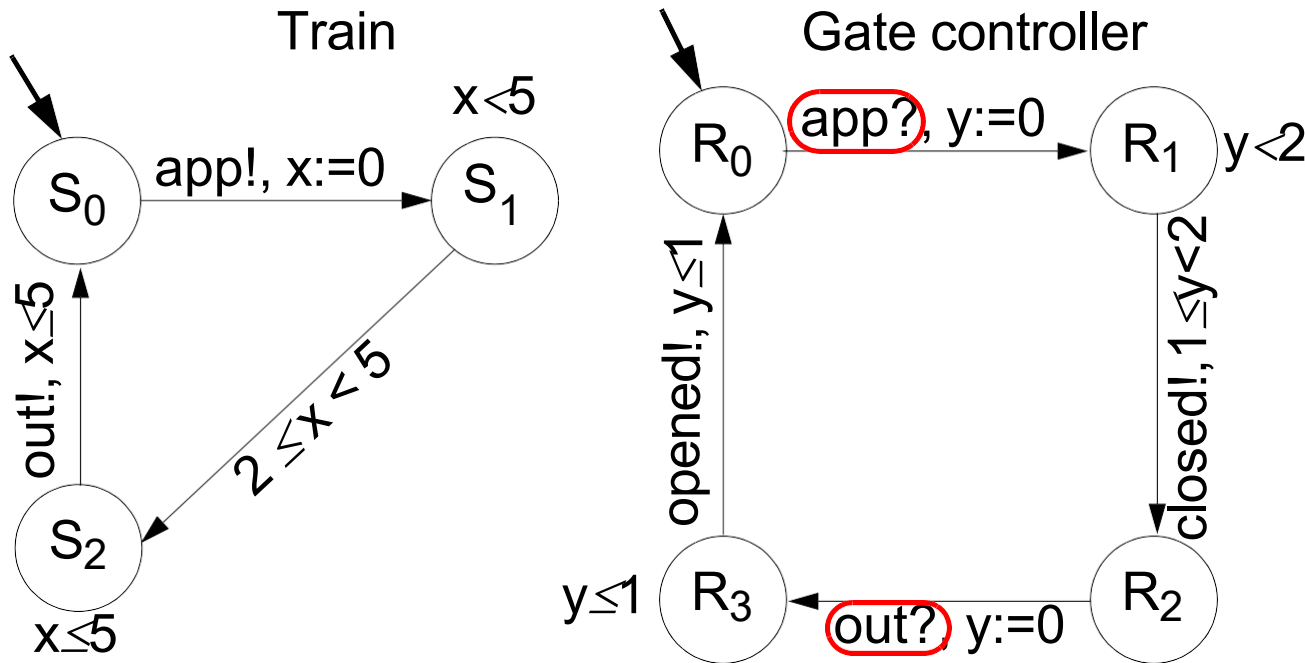 Train
x<5
S0
app!, x:=0
S1
out!, x≤5
2 ≤x < 5
S2
x≤5
Gate controller
R0
app?, y:=0
R1
y<2
opened!, y≤1
closed!,1≤y<2
y≤1
R3
out?, y:=0
R2